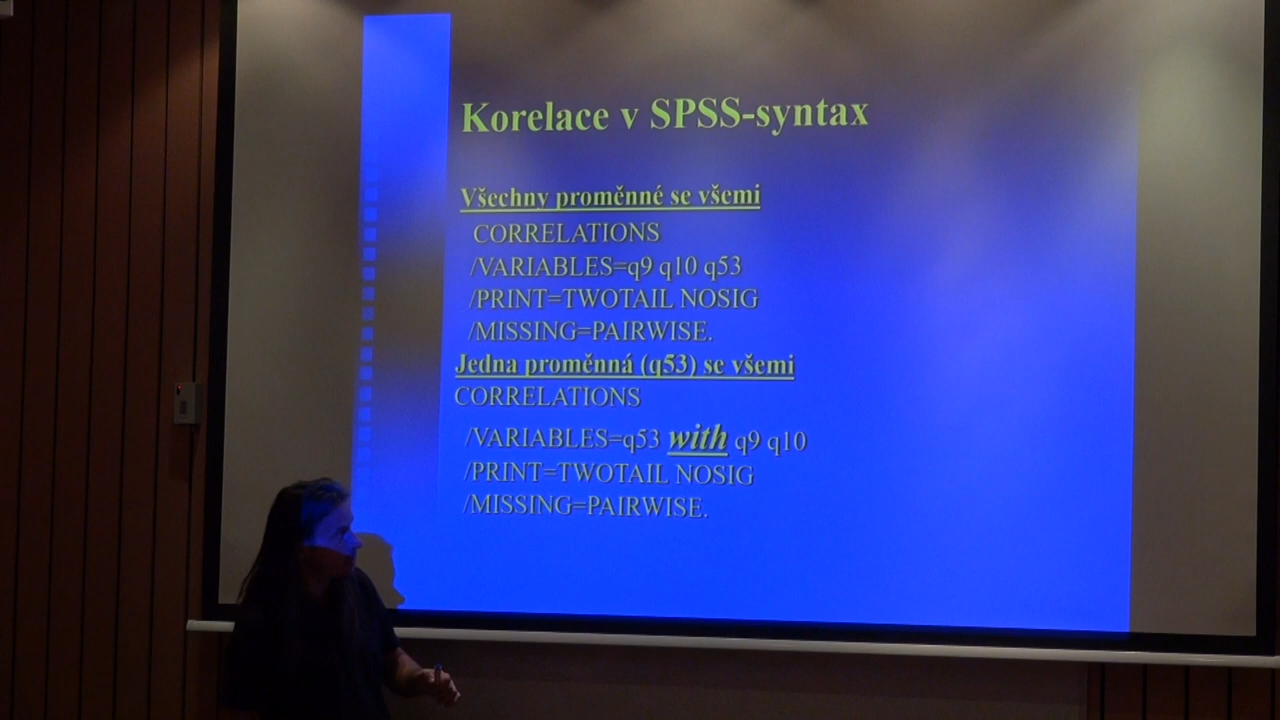 Korelace v SPSS-syntax
Všechny proměnné se všemi
CORRELATIONS
/VARIABLES=q9 q10 q53
/PRINT=TWOTAIL NOSIG
/MISSING=PAIRWISE.
Jedna proměnná (q53) se všemi
CORRELATIONS
/VARIABLES=q53 with q9 q10
/PRINT=TWOTAIL NOSIG
/MISSING=PAIRWISE.